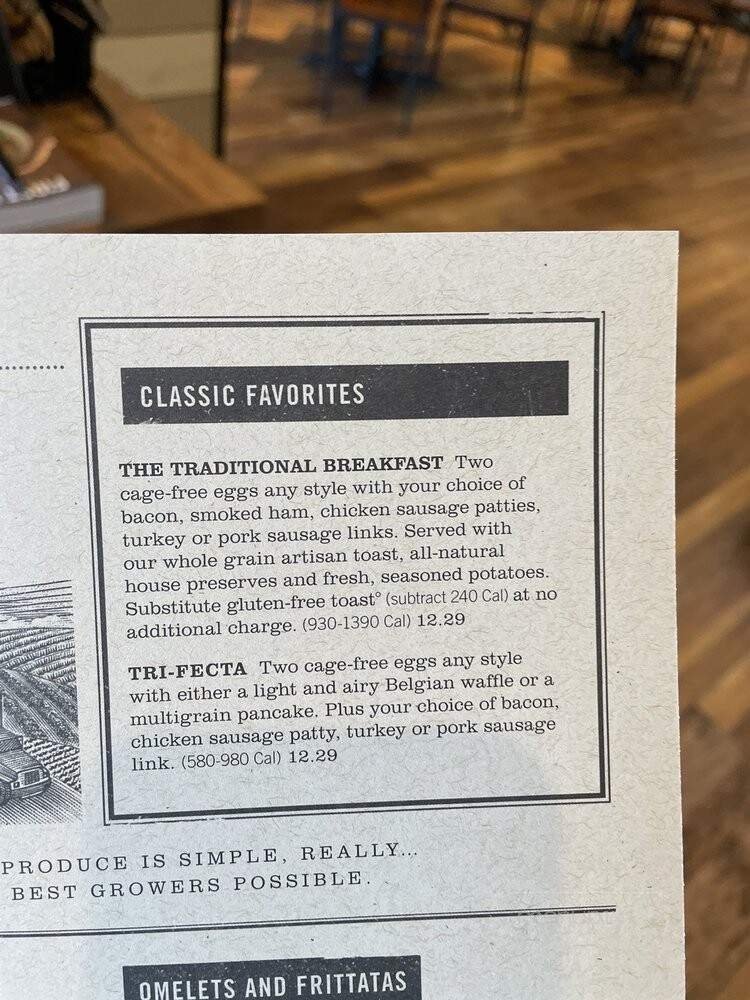 CLASSIC FAVORITES
THE TRADITIONAL BREAKFAST Two
cage-free eggs any style with your choice of
bacon, smoked ham, chicken sausage patties,
turkey or pork sausage links. Served with
our whole grain artisan toast, all-natural
house preserves and fresh, seasoned potatoes.
Substitute gluten-free toast° (subtract 240 Cal) at no
additional charge. (930-1390 Cal) 12.29
TRI-FECTA Two cage-free eggs any style
with either a light and airy Belgian waffle or a
multigrain pancake. Plus your choice of bacon,
chicken sausage patty, turkey or pork sausage
link. (580-980 Cal) 12.29
PRODUCE IS SIMPLE, REALLY...
BEST GROWERS POSSIBLE.
OMELETS AND FRITTATAS